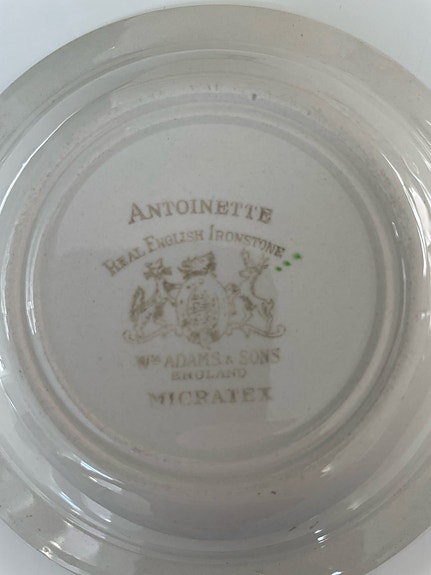 ANTOINETTE
REAL ENGLISH IRONSTONE
Wm ADAMS & SONS
ENGLAND
MICRATEX